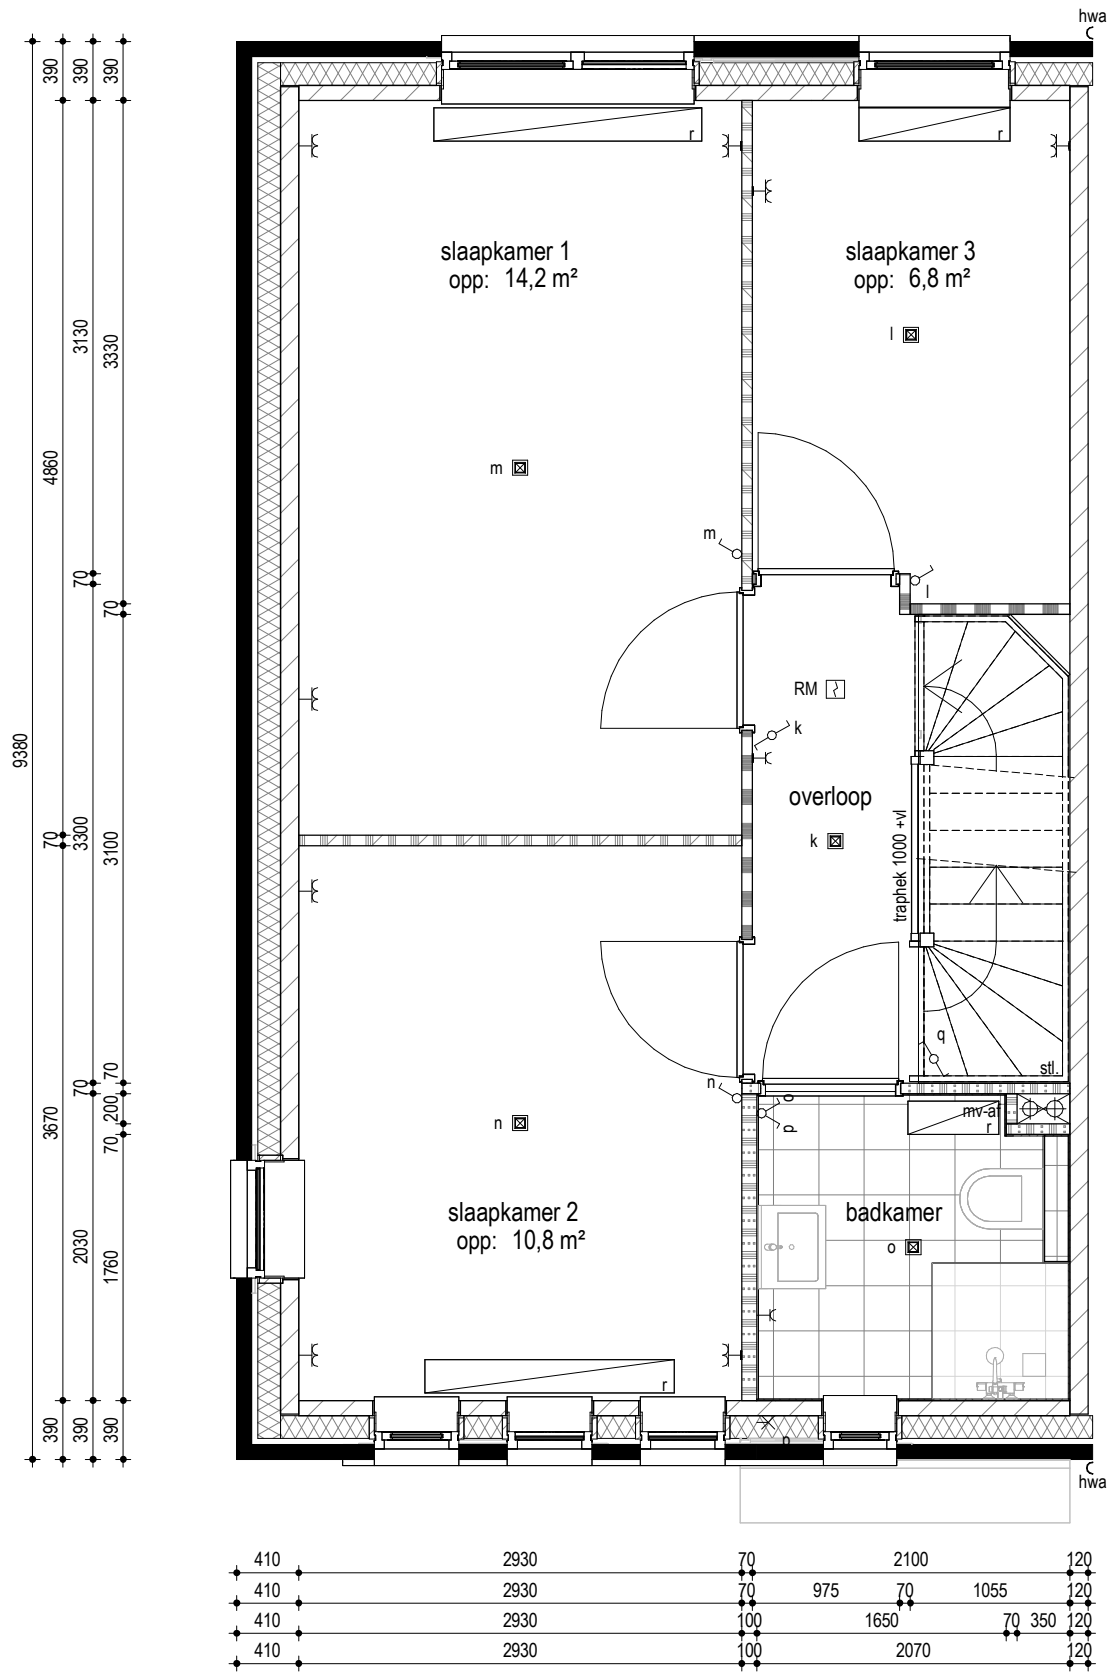 hwa
390
390
390
r
r
slaapkamer 1
opp: 14,2 m²
slaapkamer 3
opp: 6,8 m²
3130
3330
l
4860
m
m
70
l
70
RM
k
9380
overloop
70
3300
3100
k
traphek 1000 +vl
q
stl.
70
70
n
o
p
mv-af
r
200
3670
n
70
slaapkamer 2
opp: 10,8 m²
badkamer
o
2030
1760
r
390
390
390
n
hwa
410 2930 70 2100 120
410 2930 70 975 70 1055 120
410 2930 100 1650 70 350 120
410 2930 100 2070 120